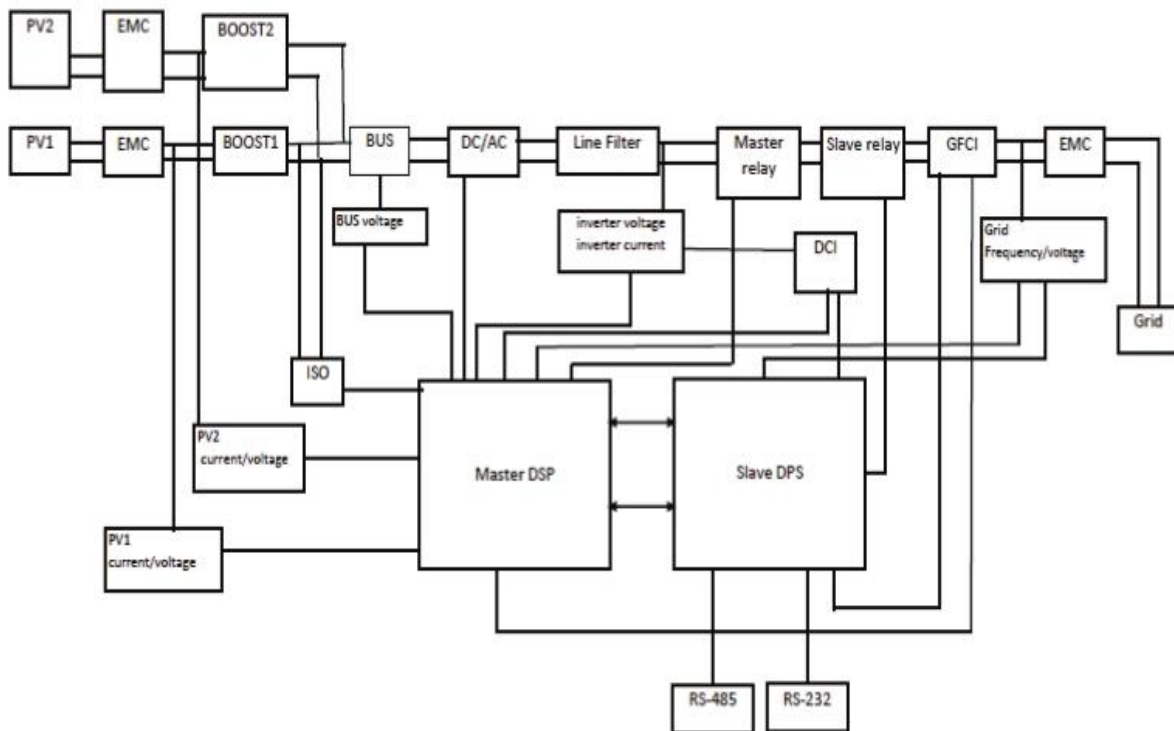 PV2
EMC
BOOST2
PV1
EMC
BOOST1
BUS
DC/AC
Line Filter
Master
relay
Slave relay
GFCI
EMC
BUS voltage
inverter voltage
inverter current
DCI
Grid
Frequency/voltage
Grid
ISO
PV2
current/voltage
Master DSP
Slave DPS
PV1
current/voltage
RS-485
RS-232